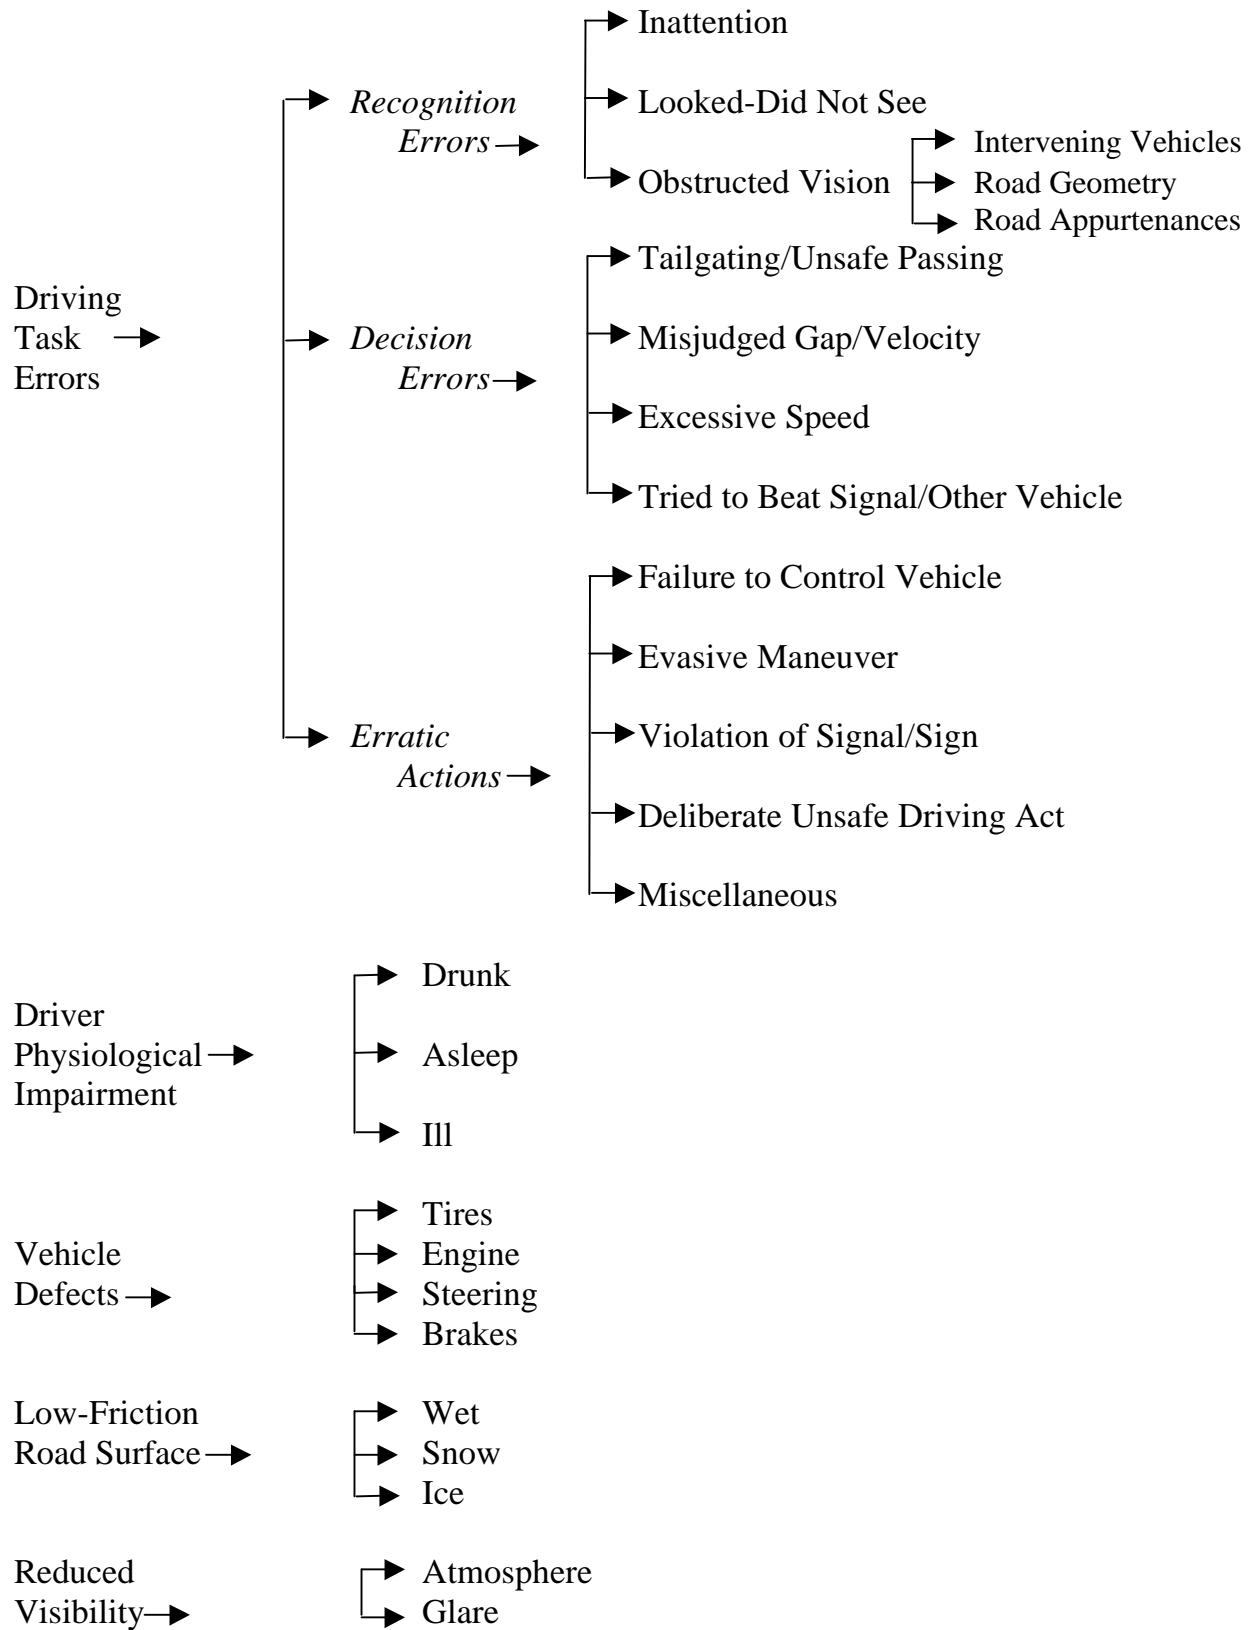 Inattention
Recognition
Errors
Looked-Did Not See
Obstructed Vision
Intervening Vehicles
Road Geometry
Road Appurtenances
Driving
Task
Errors
Decision
Errors
Tailgating/Unsafe Passing
Misjudged Gap/Velocity
Excessive Speed
Tried to Beat Signal/Other Vehicle
Erratic
Actions
Failure to Control Vehicle
Evasive Maneuver
Violation of Signal/Sign
Deliberate Unsafe Driving Act
Miscellaneous
Driver
Physiological
Impairment
Drunk
Asleep
Ill
Vehicle
Defects
Tires
Engine
Steering
Brakes
Low-Friction
Road Surface
Wet
Snow
Ice
Reduced
Visibility
Atmosphere
Glare